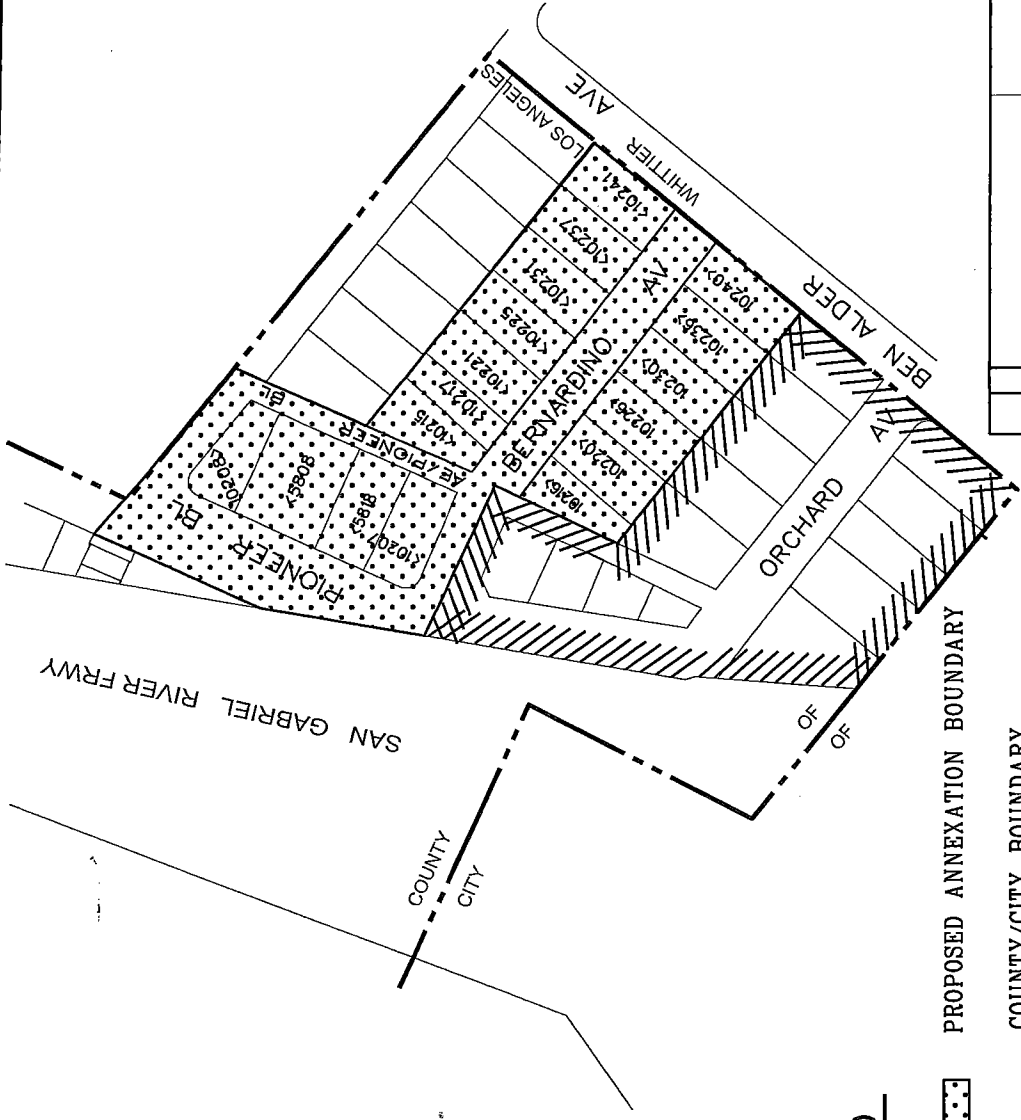 LOS ANGELES
AVE
WHITTIER
BEN ALDER
BL
PIONEER
BL
PIONEER
<10208>
<15808
<5818
<10207
<10215
<10217
<10221
<10225
<10231
<10237
<10241
BERNARDINO
AV
10216>
10220>
10226>
10230>
10236>
10240>
ORCHARD
AV
SAN GABRIEL RIVER FRWY
COUNTY
CITY
OF
OF
PROPOSED ANNEXATION BOUNDARY
COUNTY/CITY BOUNDARY